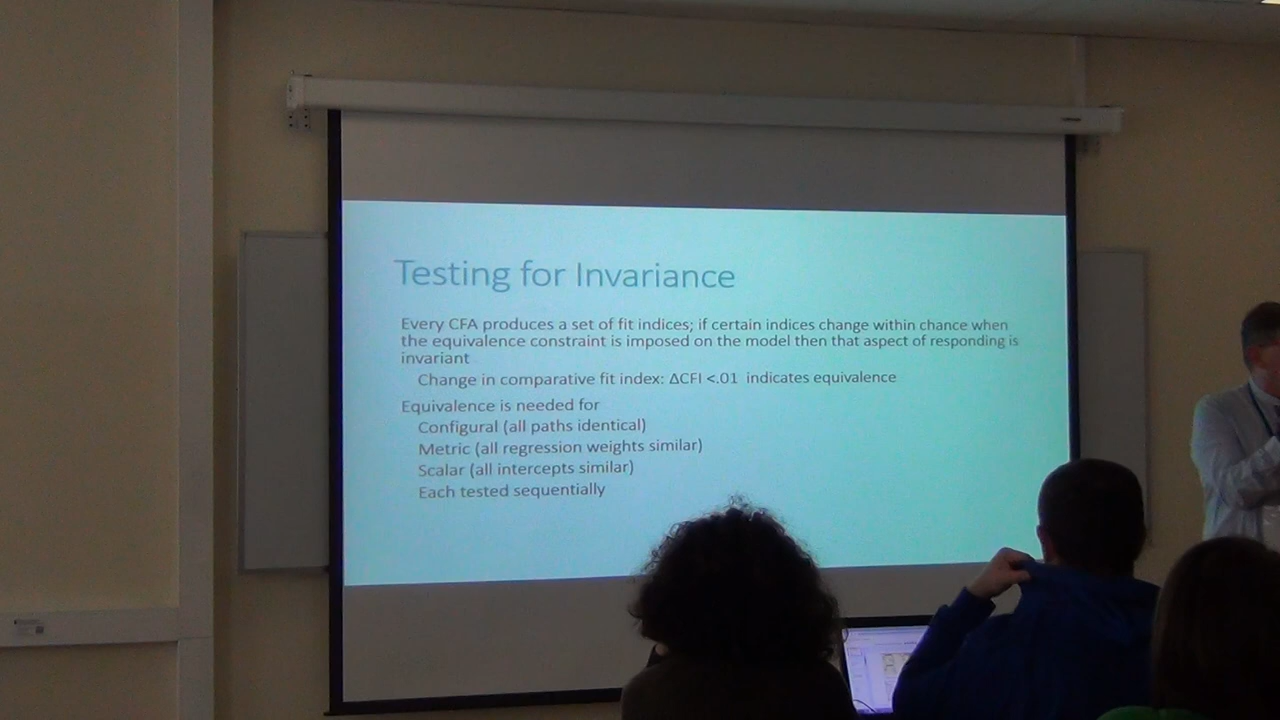 Testing for Invariance
Every CFA produces a set of fit indices; if certain indices change within chance when
the equivalence constraint is imposed on the model then that aspect of responding is
invariant
Change in comparative fit index: ΔCFI <.01 indicates equivalence
Equivalence is needed for
Configural (all paths identical)
Metric (all regression weights similar)
Scalar (all intercepts similar)
Each tested sequentially